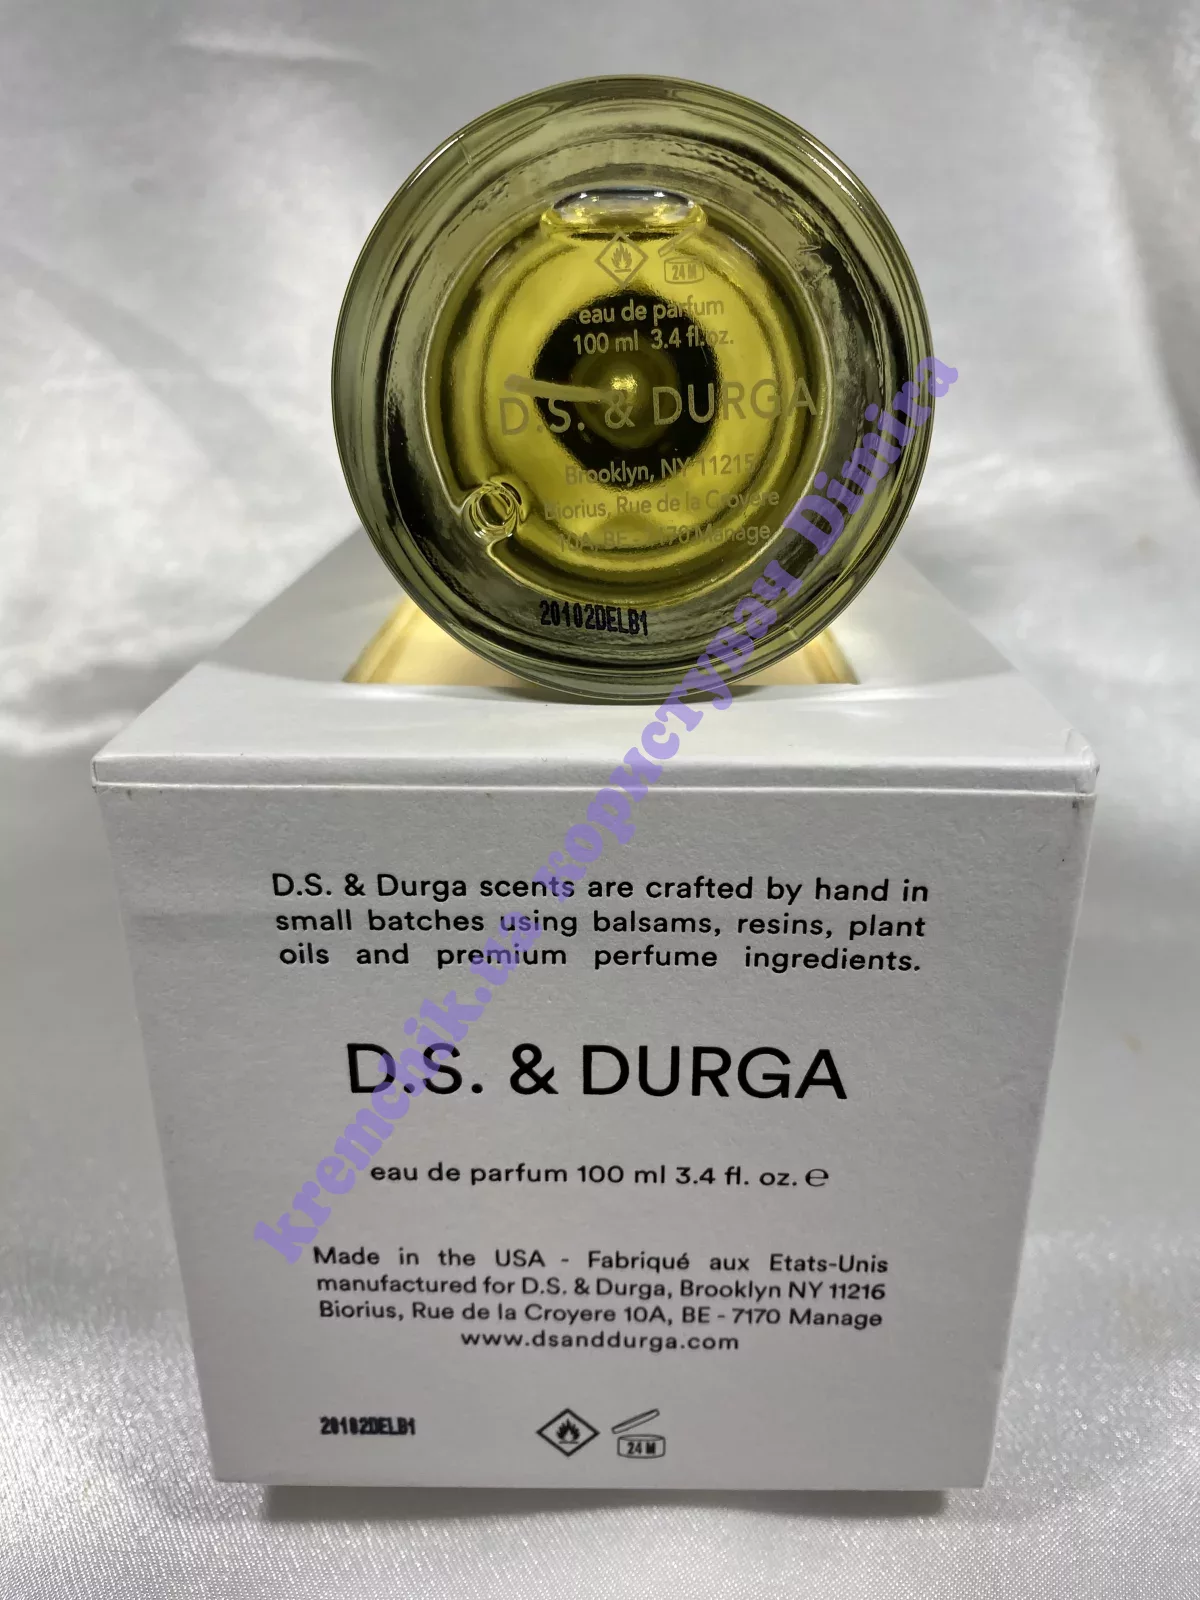 24 M
eau de parfum
100 ml 3.4 fl.oz.
D.S. & DURGA
Brooklyn, NY 11215
Biorius, Rue de la Croyere
10A, BE - 7170 Manage
20102DELB1
D.S. & Durga scents are crafted by hand in
small batches using balsams, resins, plant
oils and premium perfume ingredients.
D.S. & DURGA
eau de parfum 100 ml 3.4 fl. oz. ℮
Made in the USA - Fabriqué aux Etats-Unis
manufactured for D.S. & Durga, Brooklyn NY 11216
Biorius, Rue de la Croyere 10A, BE - 7170 Manage
www.dsanddurga.com
20102DELB1
24 M
kremchik.ua користувач Dimira